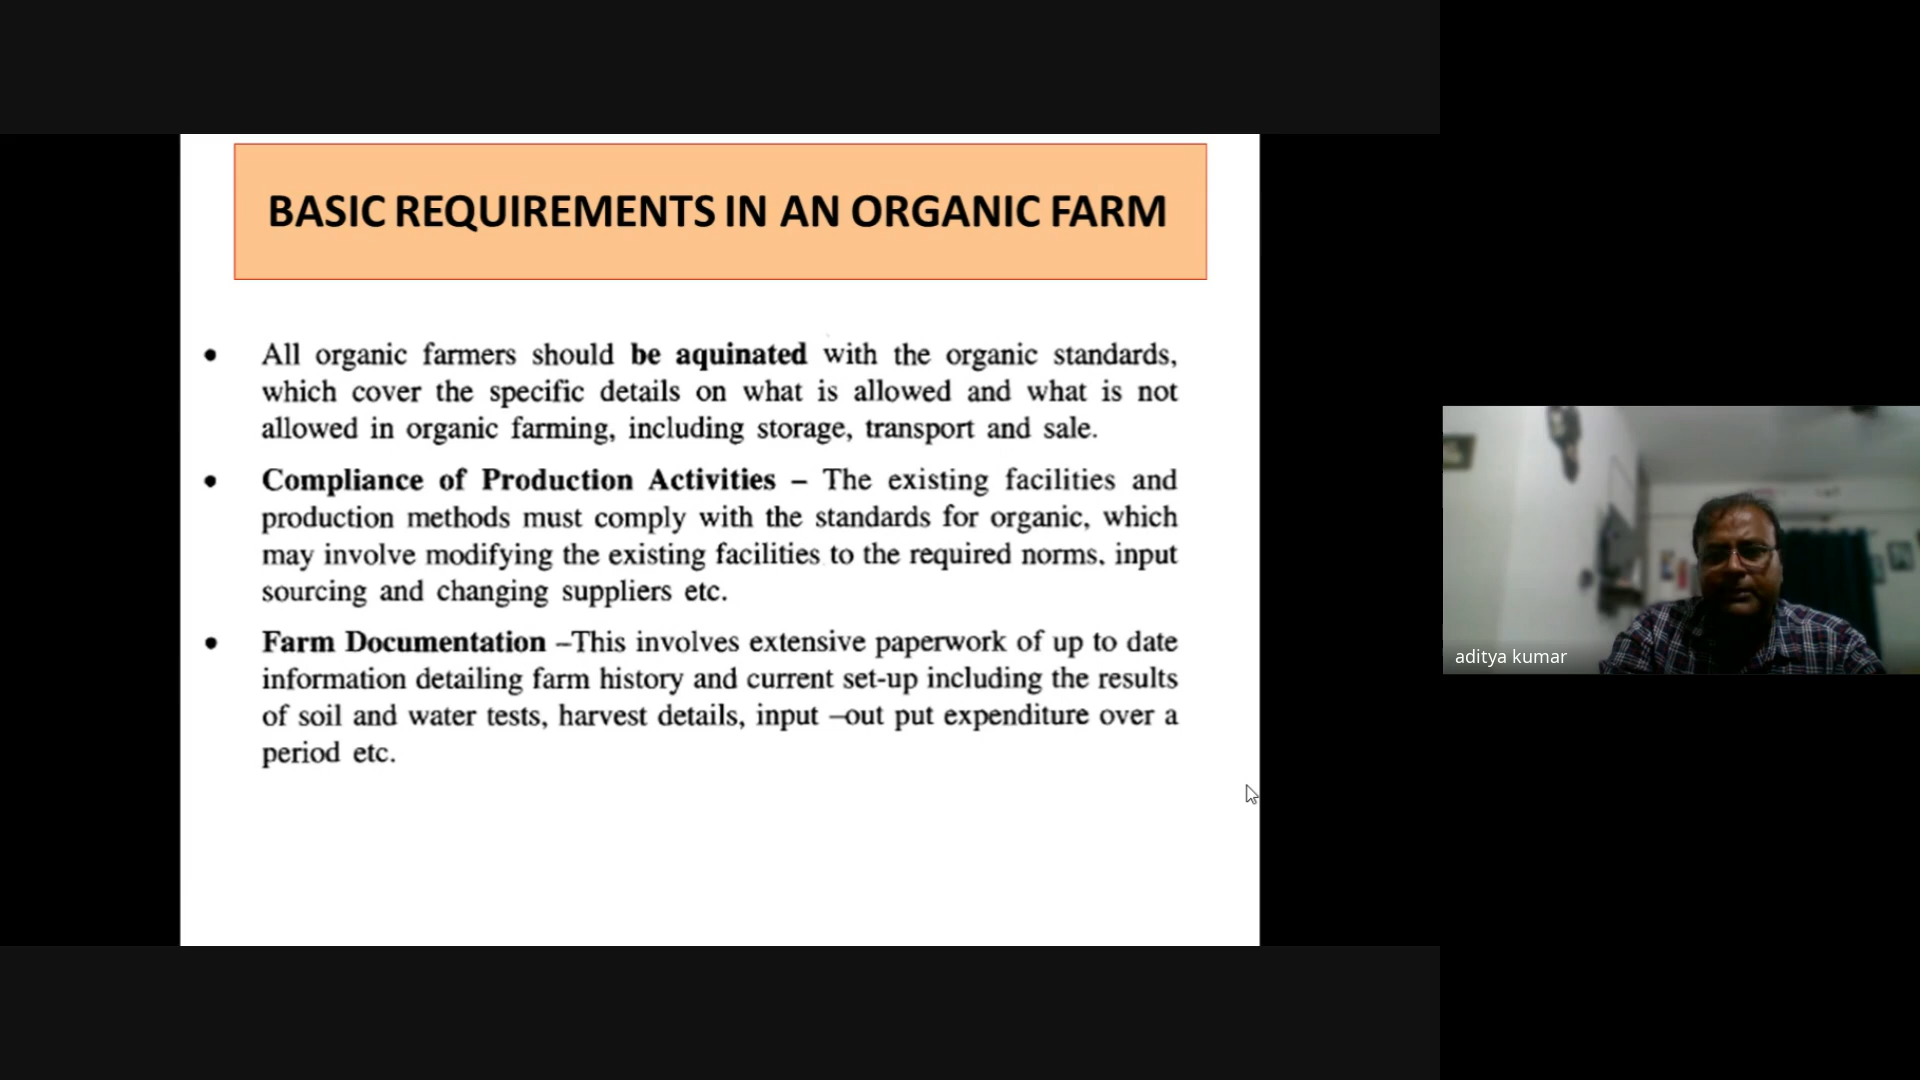 BASIC REQUIREMENTS IN AN ORGANIC FARM
• All organic farmers should be aquinated with the organic standards,
which cover the specific details on what is allowed and what is not
allowed in organic farming, including storage, transport and sale.
• Compliance of Production Activities – The existing facilities and
production methods must comply with the standards for organic, which
may involve modifying the existing facilities to the required norms, input
sourcing and changing suppliers etc.
• Farm Documentation –This involves extensive paperwork of up to date
information detailing farm history and current set-up including the results
of soil and water tests, harvest details, input –out put expenditure over a
period etc.
aditya kumar